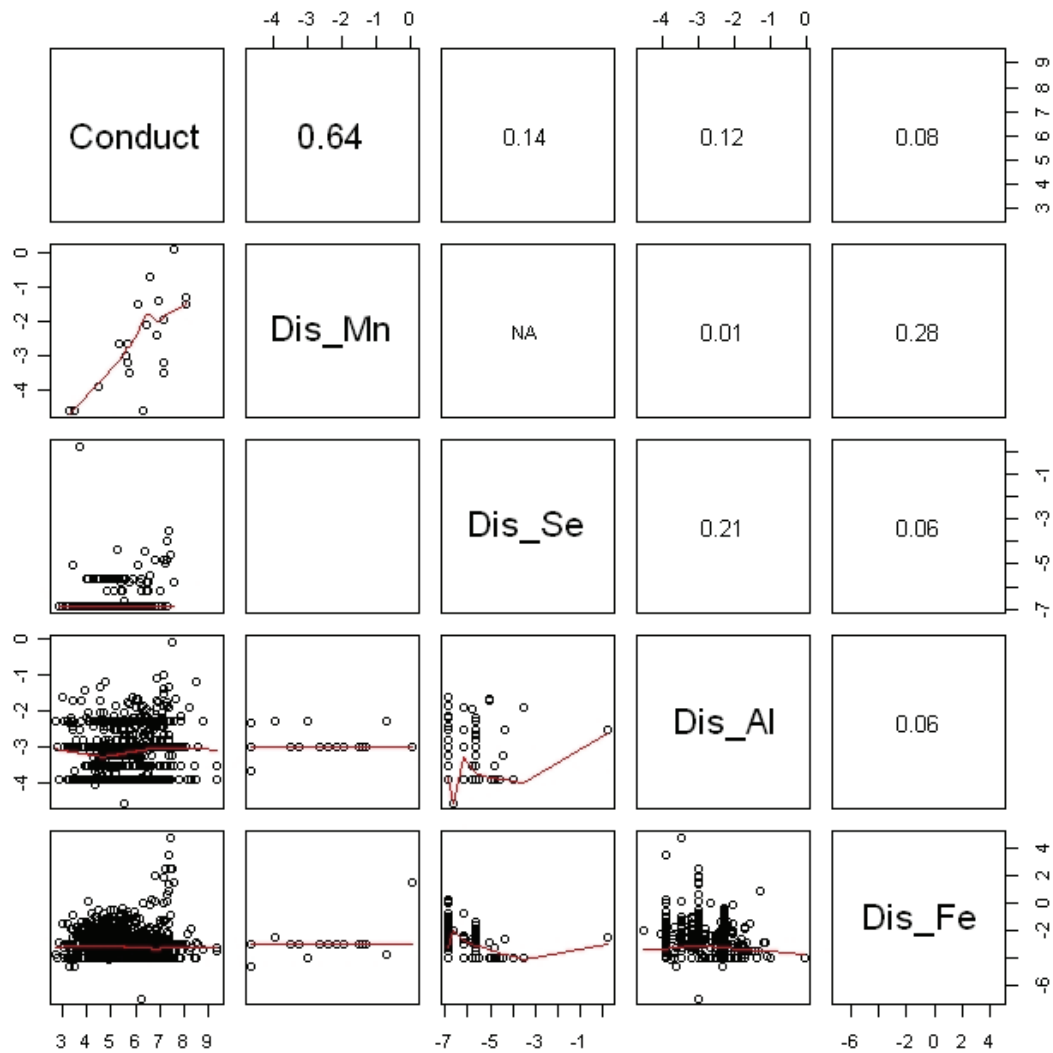 -4 -3 -2 -1 0 -4 -3 -2 -1 0
Conduct 0.64 0.14 0.12 0.08 3 4 5 6 7 8 9
-4 -3 -2 -1 0 Dis_Mn NA 0.01 0.28
Dis_Se 0.21 0.06 -7 -5 -3 -1
-4 -3 -2 -1 0 Dis_Al 0.06
Dis_Fe -6 -2 0 2 4
3 4 5 6 7 8 9 -7 -5 -3 -1 -6 -2 0 2 4